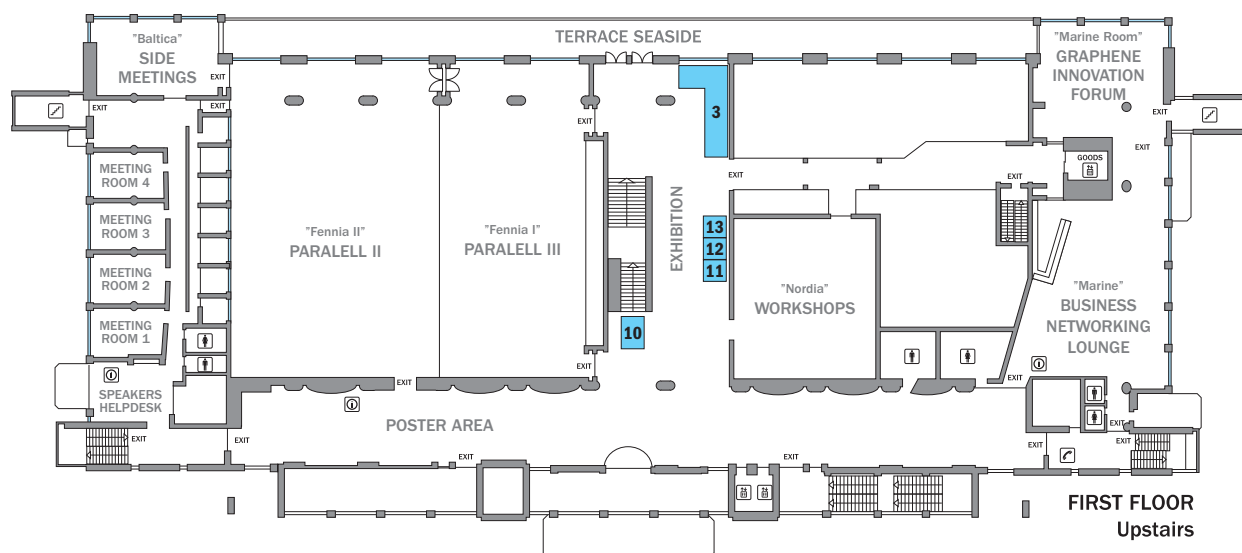 TERRACE SEASIDE
"Baltica"
SIDE
MEETINGS
"Marine Room"
GRAPHENE
INNOVATION
FORUM
EXIT
EXIT
EXIT
EXIT
EXIT
EXIT
GOODS
EXIT
EXIT
EXIT
3
MEETING
ROOM 4
MEETING
ROOM 3
MEETING
ROOM 2
MEETING
ROOM 1
"Fennia II"
PARALELL II
"Fennia I"
PARALELL III
EXHIBITION
13
12
11
10
"Nordia"
WORKSHOPS
"Marine"
BUSINESS
NETWORKING
LOUNGE
EXIT
EXIT
EXIT
SPEAKERS
HELPDESK
POSTER AREA
EXIT
EXIT
EXIT
EXIT
EXIT
EXIT
EXIT
EXIT
FIRST FLOOR
Upstairs